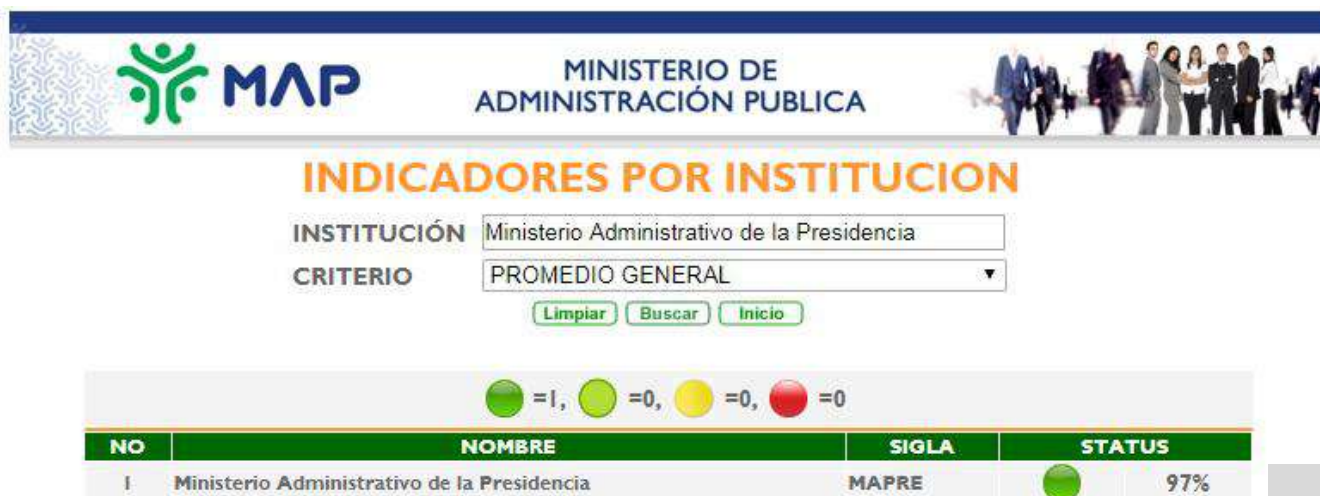 MAP
MINISTERIO DE
ADMINISTRACIÓN PUBLICA
INDICADORES POR INSTITUCION
INSTITUCIÓN Ministerio Administrativo de la Presidencia
CRITERIO PROMEDIO GENERAL
Limpiar Buscar Inicio
=1, =0, =0, =0
NO NOMBRE SIGLA STATUS
1 Ministerio Administrativo de la Presidencia MAPRE 97%